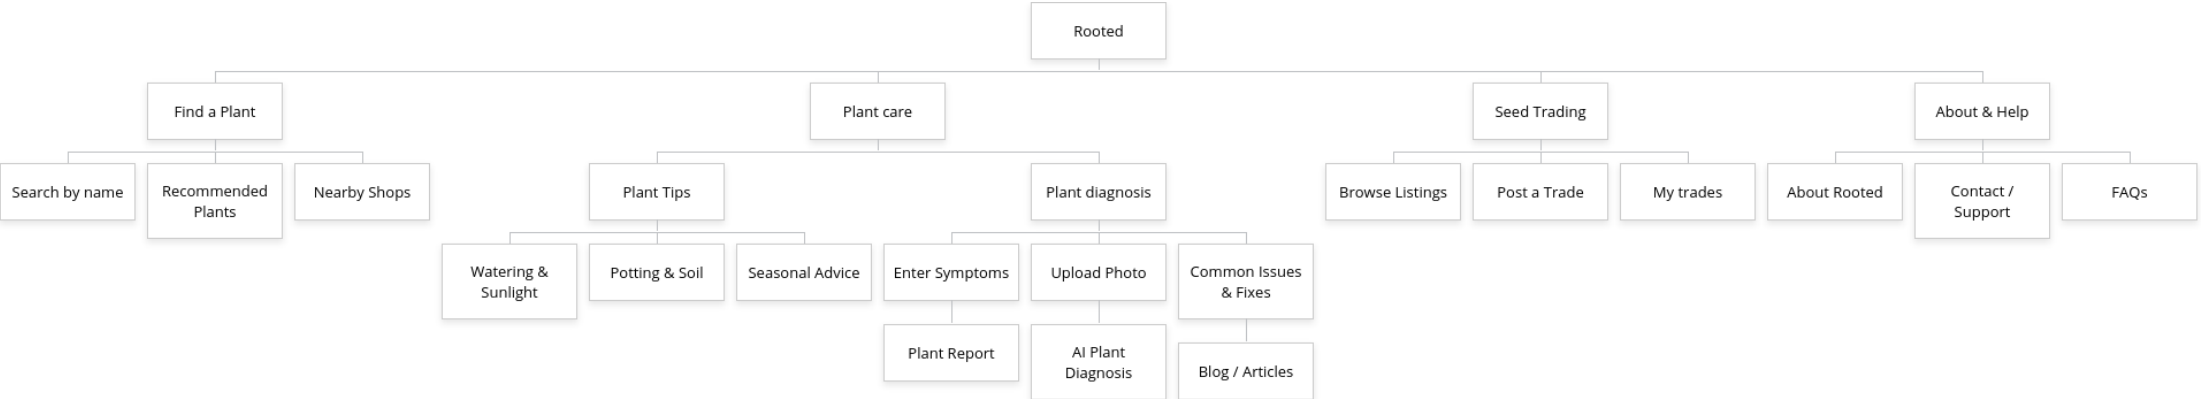 Rooted
Find a Plant
Plant care
Seed Trading
About & Help
Search by name
Recommended
Plants
Nearby Shops
Plant Tips
Plant diagnosis
Browse Listings
Post a Trade
My trades
About Rooted
Contact /
Support
FAQs
Watering &
Sunlight
Potting & Soil
Seasonal Advice
Enter Symptoms
Upload Photo
Common Issues
& Fixes
Plant Report
AI Plant
Diagnosis
Blog / Articles